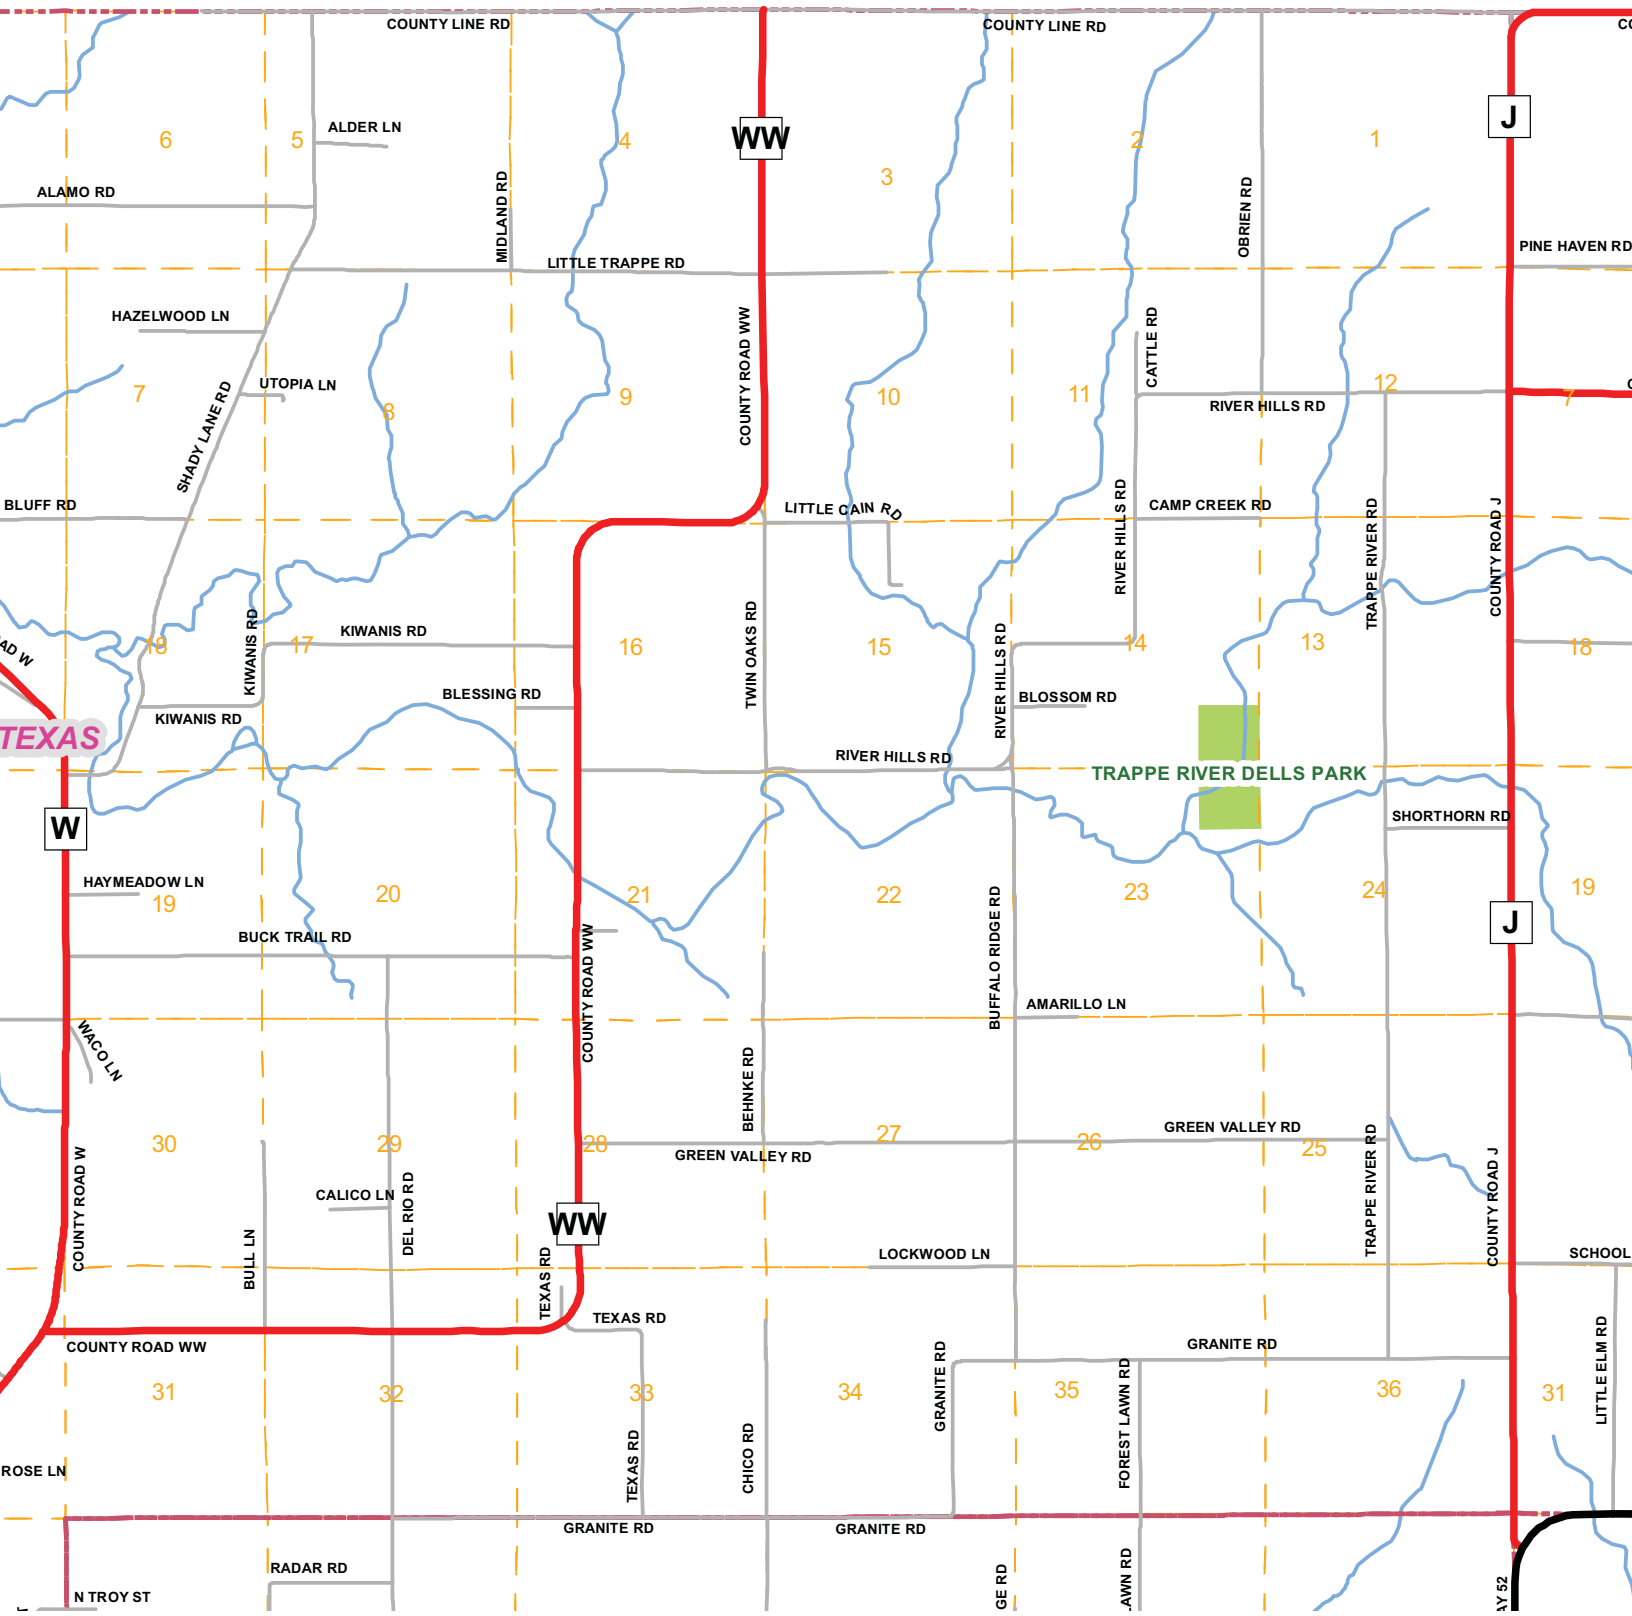 COUNTY LINE RD
COUNTY LINE RD
CO
ALDER LN
6
5
4
WW
3
2
1
J
ALAMO RD
MIDLAND RD
OBRIEN RD
PINE HAVEN RD
LITTLE TRAPPE RD
HAZELWOOD LN
COUNTY ROAD WW
CATTLE RD
UTOPIA LN
SHADY LANE RD
7
8
9
10
11
12
7
RIVER HILLS RD
BLUFF RD
LITTLE CAIN RD
RIVER HILLS RD
CAMP CREEK RD
TRAPPE RIVER RD
COUNTY ROAD J
AD W
18
KIWANIS RD
17
KIWANIS RD
16
TWIN OAKS RD
15
RIVER HILLS RD
14
13
18
BLESSING RD
BLOSSOM RD
KIWANIS RD
TEXAS
RIVER HILLS RD
TRAPPE RIVER DELLS PARK
W
SHORTHORN RD
HAYMEADOW LN
19
20
21
22
23
24
19
BUFFALO RIDGE RD
J
BUCK TRAIL RD
COUNTY ROAD WW
AMARILLO LN
WACO LN
BEHNKE RD
30
29
28
27
26
25
GREEN VALLEY RD
GREEN VALLEY RD
COUNTY ROAD W
CALICO LN
DEL RIO RD
BULL LN
WW
TRAPPE RIVER RD
COUNTY ROAD J
TEXAS RD
LOCKWOOD LN
SCHOOL
TEXAS RD
COUNTY ROAD WW
GRANITE RD
GRANITE RD
LITTLE ELM RD
31
32
33
34
35
36
31
FOREST LAWN RD
ROSE LN
TEXAS RD
CHICO RD
GRANITE RD
GRANITE RD
RADAR RD
GE RD
LAWN RD
AY 52
N TROY ST